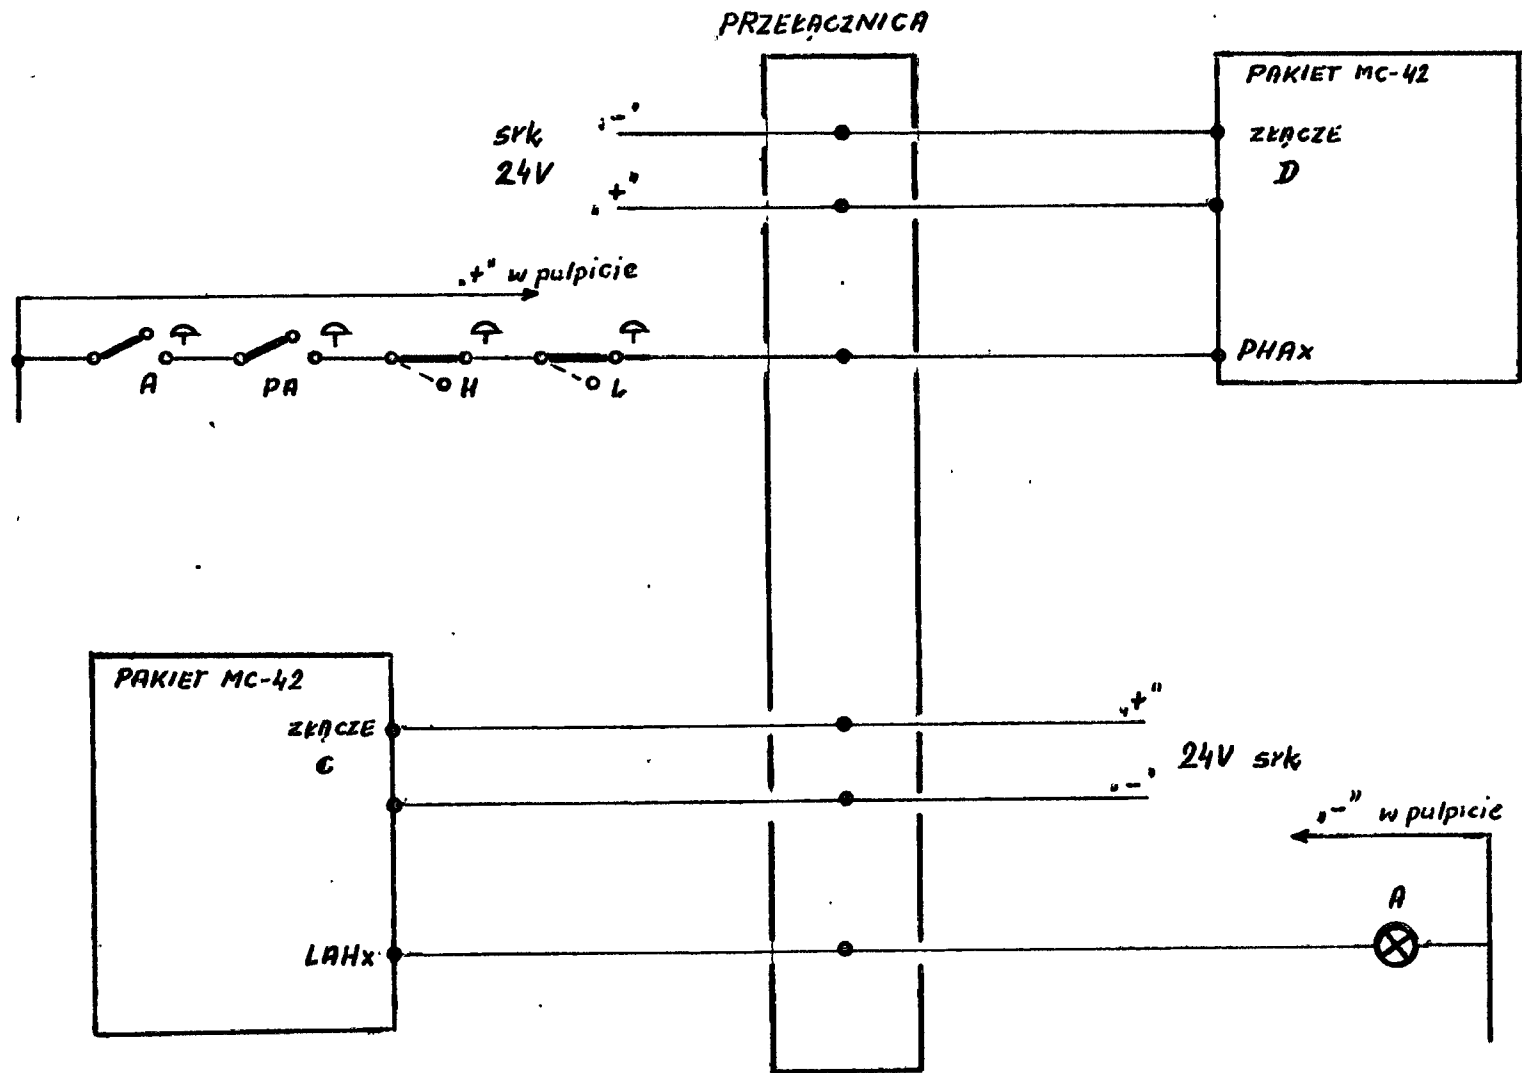 PRZEŁĄCZNICA
PAKIET MC-42
srk
„-”
ZŁĄCZE
24V
„+”
D
„+” w pulpicie
PHAx
A
PA
H
L
PAKIET MC-42
ZŁĄCZE
C
„+”
24V srk
„-”
„-” w pulpicie
A
LAHx